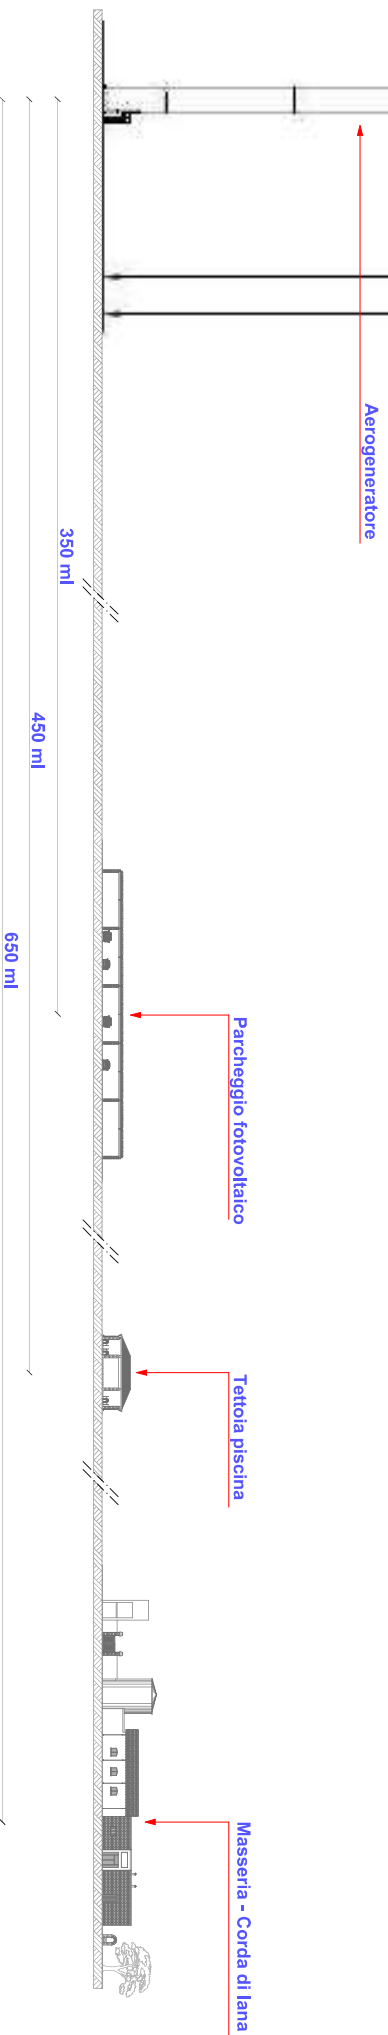 Aerogeneratore
350 ml
450 ml
650 ml
Parcheggio fotovoltaico
Tettoia piscina
Masseria - Corda di lana